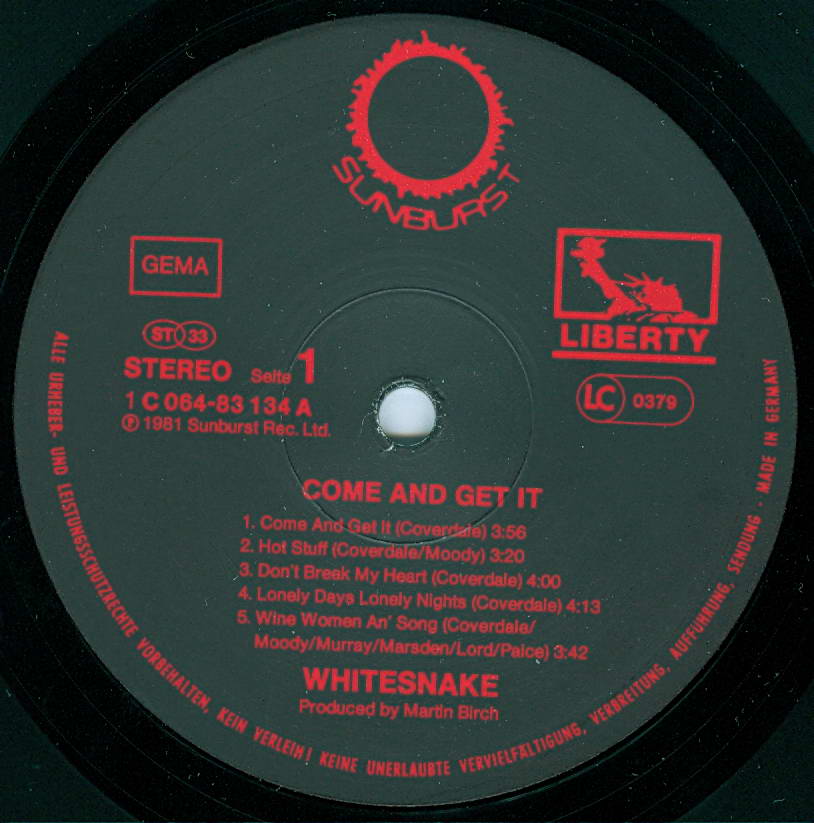 SUNBURST
GEMA
LIBERTY
ST 33
STEREO Seite 1
LC 0379
1 C 064-83 134 A
Ⓟ 1981 Sunburst Rec. Ltd.
COME AND GET IT
1. Come And Get It (Coverdale) 3:56
2. Hot Stuff (Coverdale/Moody) 3:20
3. Don't Break My Heart (Coverdale) 4:00
4. Lonely Days Lonely Nights (Coverdale) 4:13
5. Wine Women An' Song (Coverdale/
Moody/Murray/Marsden/Lord/Paice) 3:42
WHITESNAKE
Produced by Martin Birch
ALLE URHEBER- UND LEISTUNGSSCHUTZRECHTE VORBEHALTEN, KEIN VERLEIH! KEINE UNERLAUBTE VERVIELFÄLTIGUNG, VERBREITUNG, AUFFÜHRUNG, SENDUNG · MADE IN GERMANY